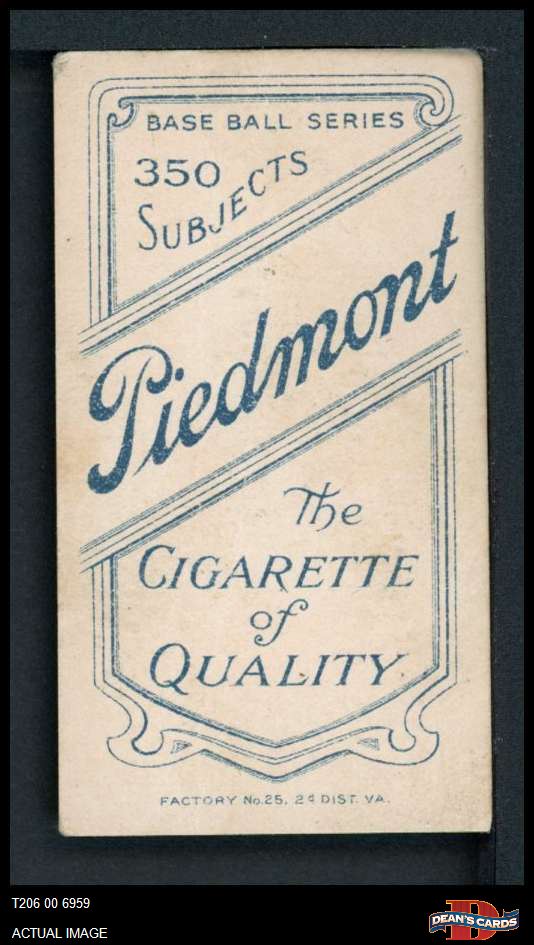 BASE BALL SERIES
350
SUBJECTS
Piedmont
The
CIGARETTE
of
QUALITY
FACTORY No.25, 2d DIST. VA.
T206 00 6959
ACTUAL IMAGE
D
DEAN'S CARDS